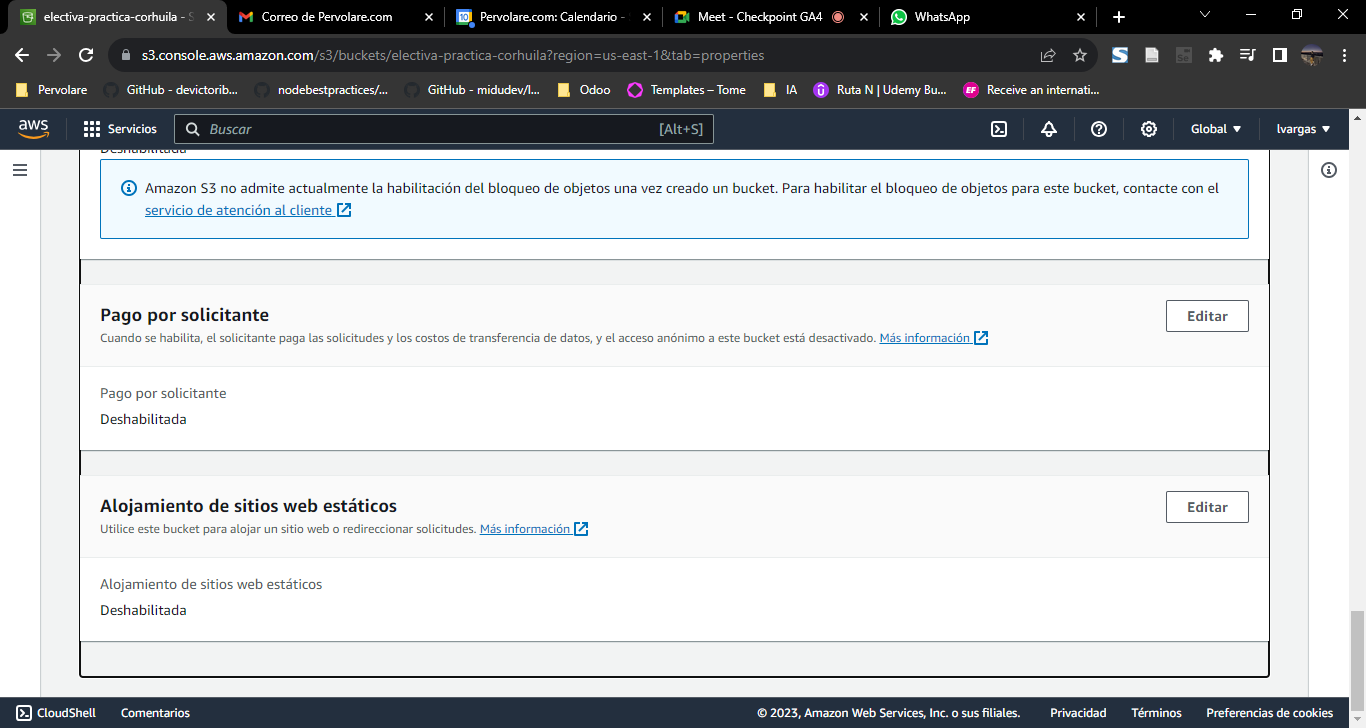 electiva-practica-corhuila - S
Correo de Pervolare.com
Pervolare.com: Calendario -
Meet - Checkpoint GA4
WhatsApp
s3.console.aws.amazon.com/s3/buckets/electiva-practica-corhuila?region=us-east-1&tab=properties
Pervolare
GitHub - devictorib...
nodebestpractices/...
GitHub - midudev/l...
Odoo
Templates – Tome
IA
Ruta N | Udemy Bu...
EF
Receive an internati...
aws
Servicios
Buscar
[Alt+S]
Global
lvargas
Deshabilitada
Amazon S3 no admite actualmente la habilitación del bloqueo de objetos una vez creado un bucket. Para habilitar el bloqueo de objetos para este bucket, contacte con el
servicio de atención al cliente
Pago por solicitante
Editar
Cuando se habilita, el solicitante paga las solicitudes y los costos de transferencia de datos, y el acceso anónimo a este bucket está desactivado. Más información
Pago por solicitante
Deshabilitada
Alojamiento de sitios web estáticos
Editar
Utilice este bucket para alojar un sitio web o redireccionar solicitudes. Más información
Alojamiento de sitios web estáticos
Deshabilitada
CloudShell
Comentarios
© 2023, Amazon Web Services, Inc. o sus filiales.
Privacidad
Términos
Preferencias de cookies